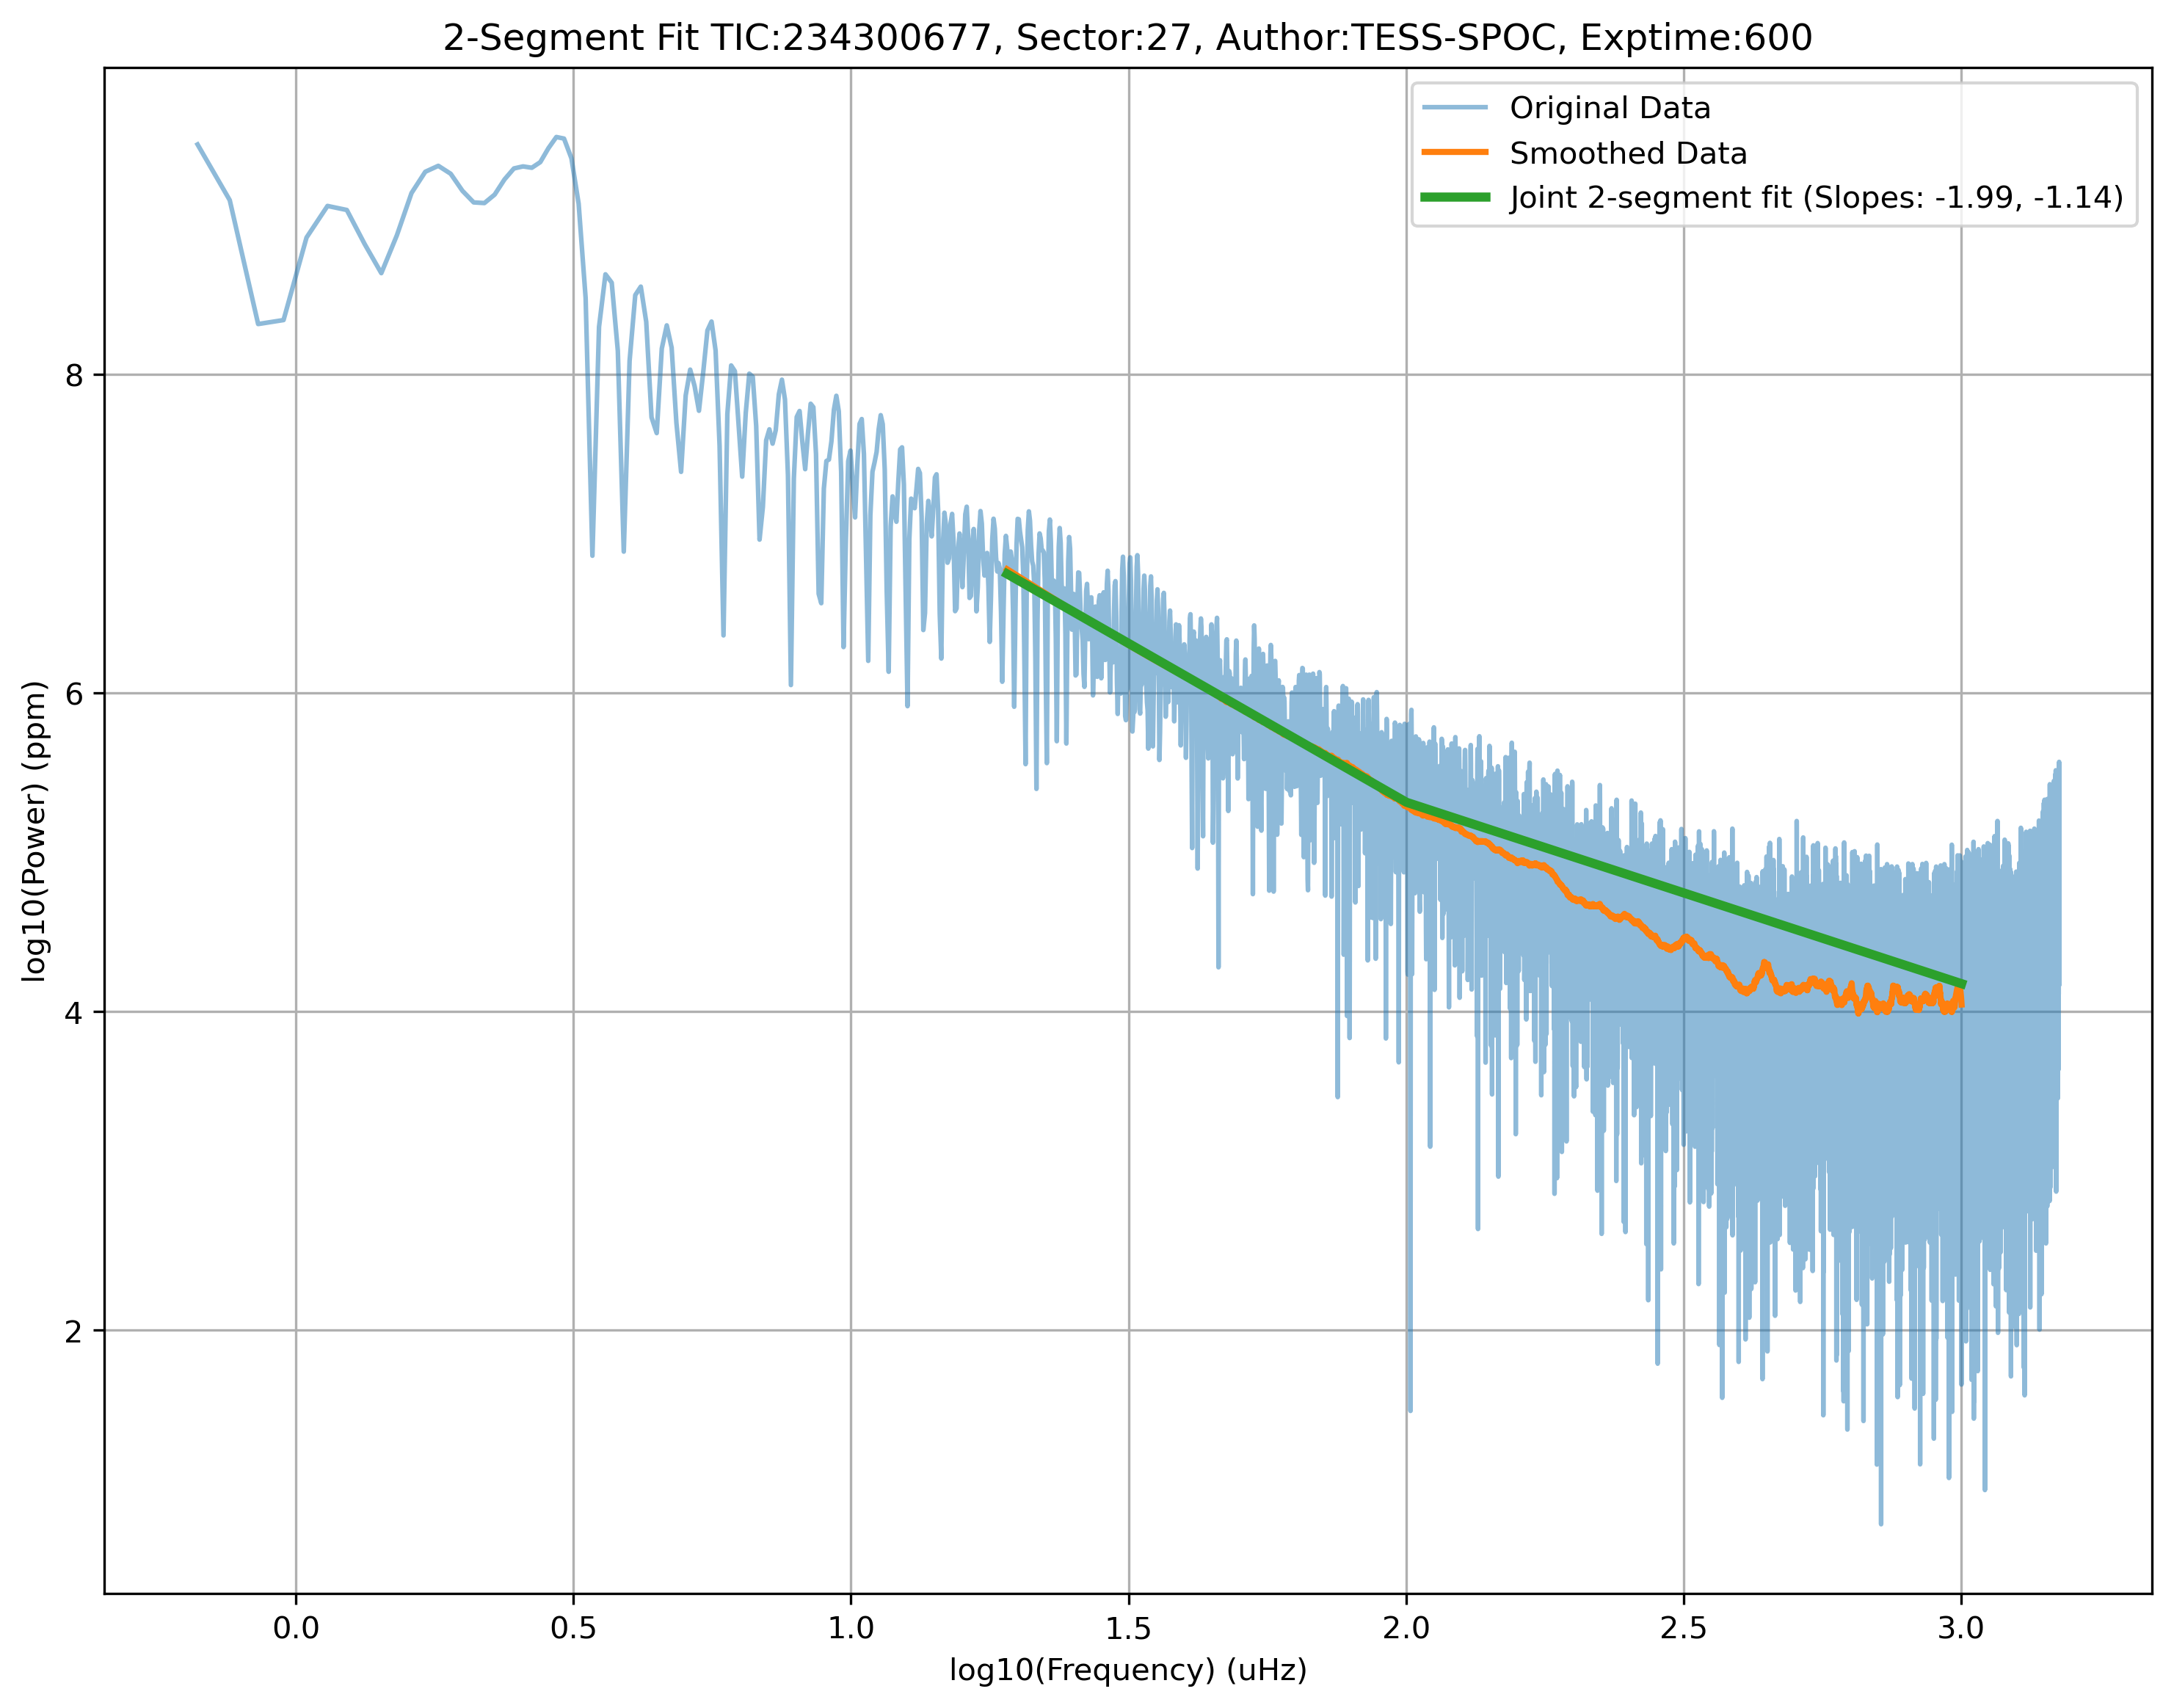 2-Segment Fit TIC:234300677, Sector:27, Author:TESS-SPOC, Exptime:600
Original Data
Smoothed Data
Joint 2-segment fit (Slopes: -1.99, -1.14)
log10(Power) (ppm)
8
6
4
2
0.0
0.5
1.0
1.5
2.0
2.5
3.0
log10(Frequency) (uHz)